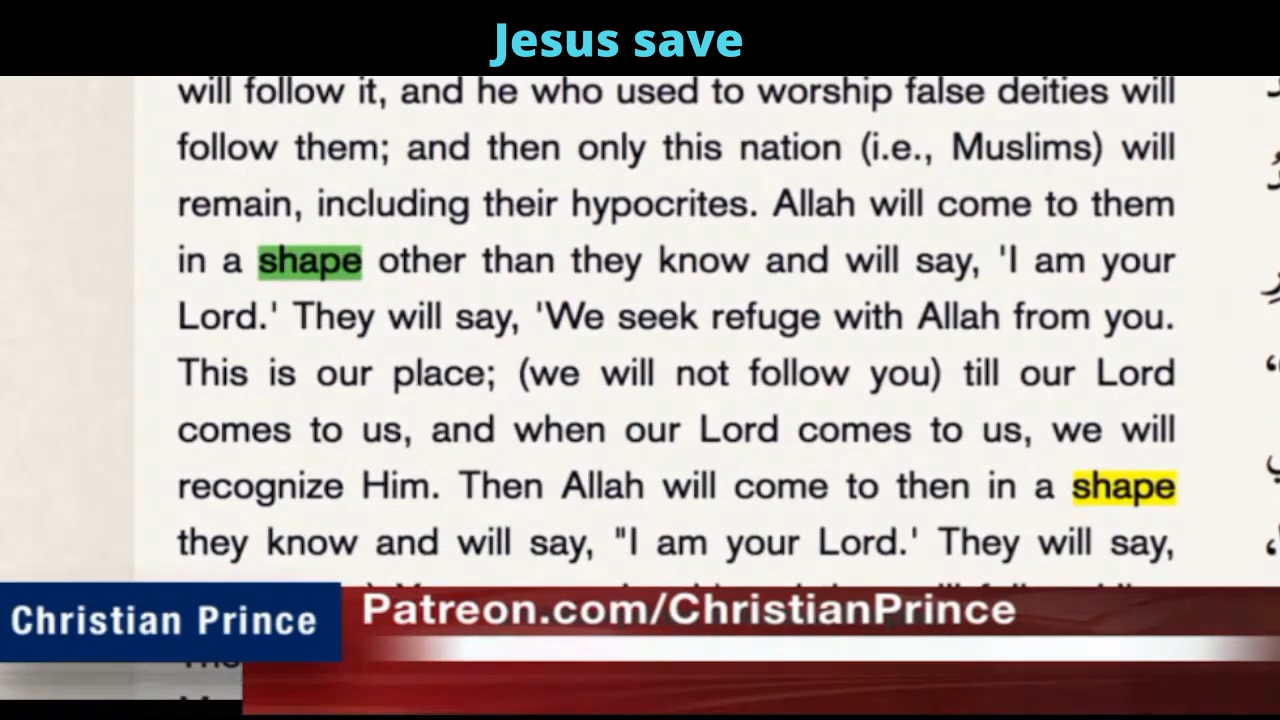 Jesus save
will follow it, and he who used to worship false deities will
follow them; and then only this nation (i.e., Muslims) will
remain, including their hypocrites. Allah will come to them
in a shape other than they know and will say, 'I am your
Lord.' They will say, 'We seek refuge with Allah from you.
This is our place; (we will not follow you) till our Lord
comes to us, and when our Lord comes to us, we will
recognize Him. Then Allah will come to then in a shape
they know and will say, "I am your Lord.' They will say,
Christian Prince
Patreon.com/ChristianPrince